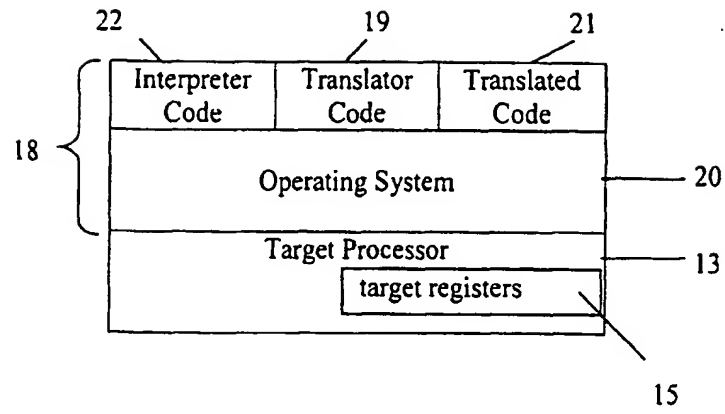 22 19 21
Interpreter Code
Translator Code
Translated Code
18
Operating System
20
Target Processor
13
target registers
15